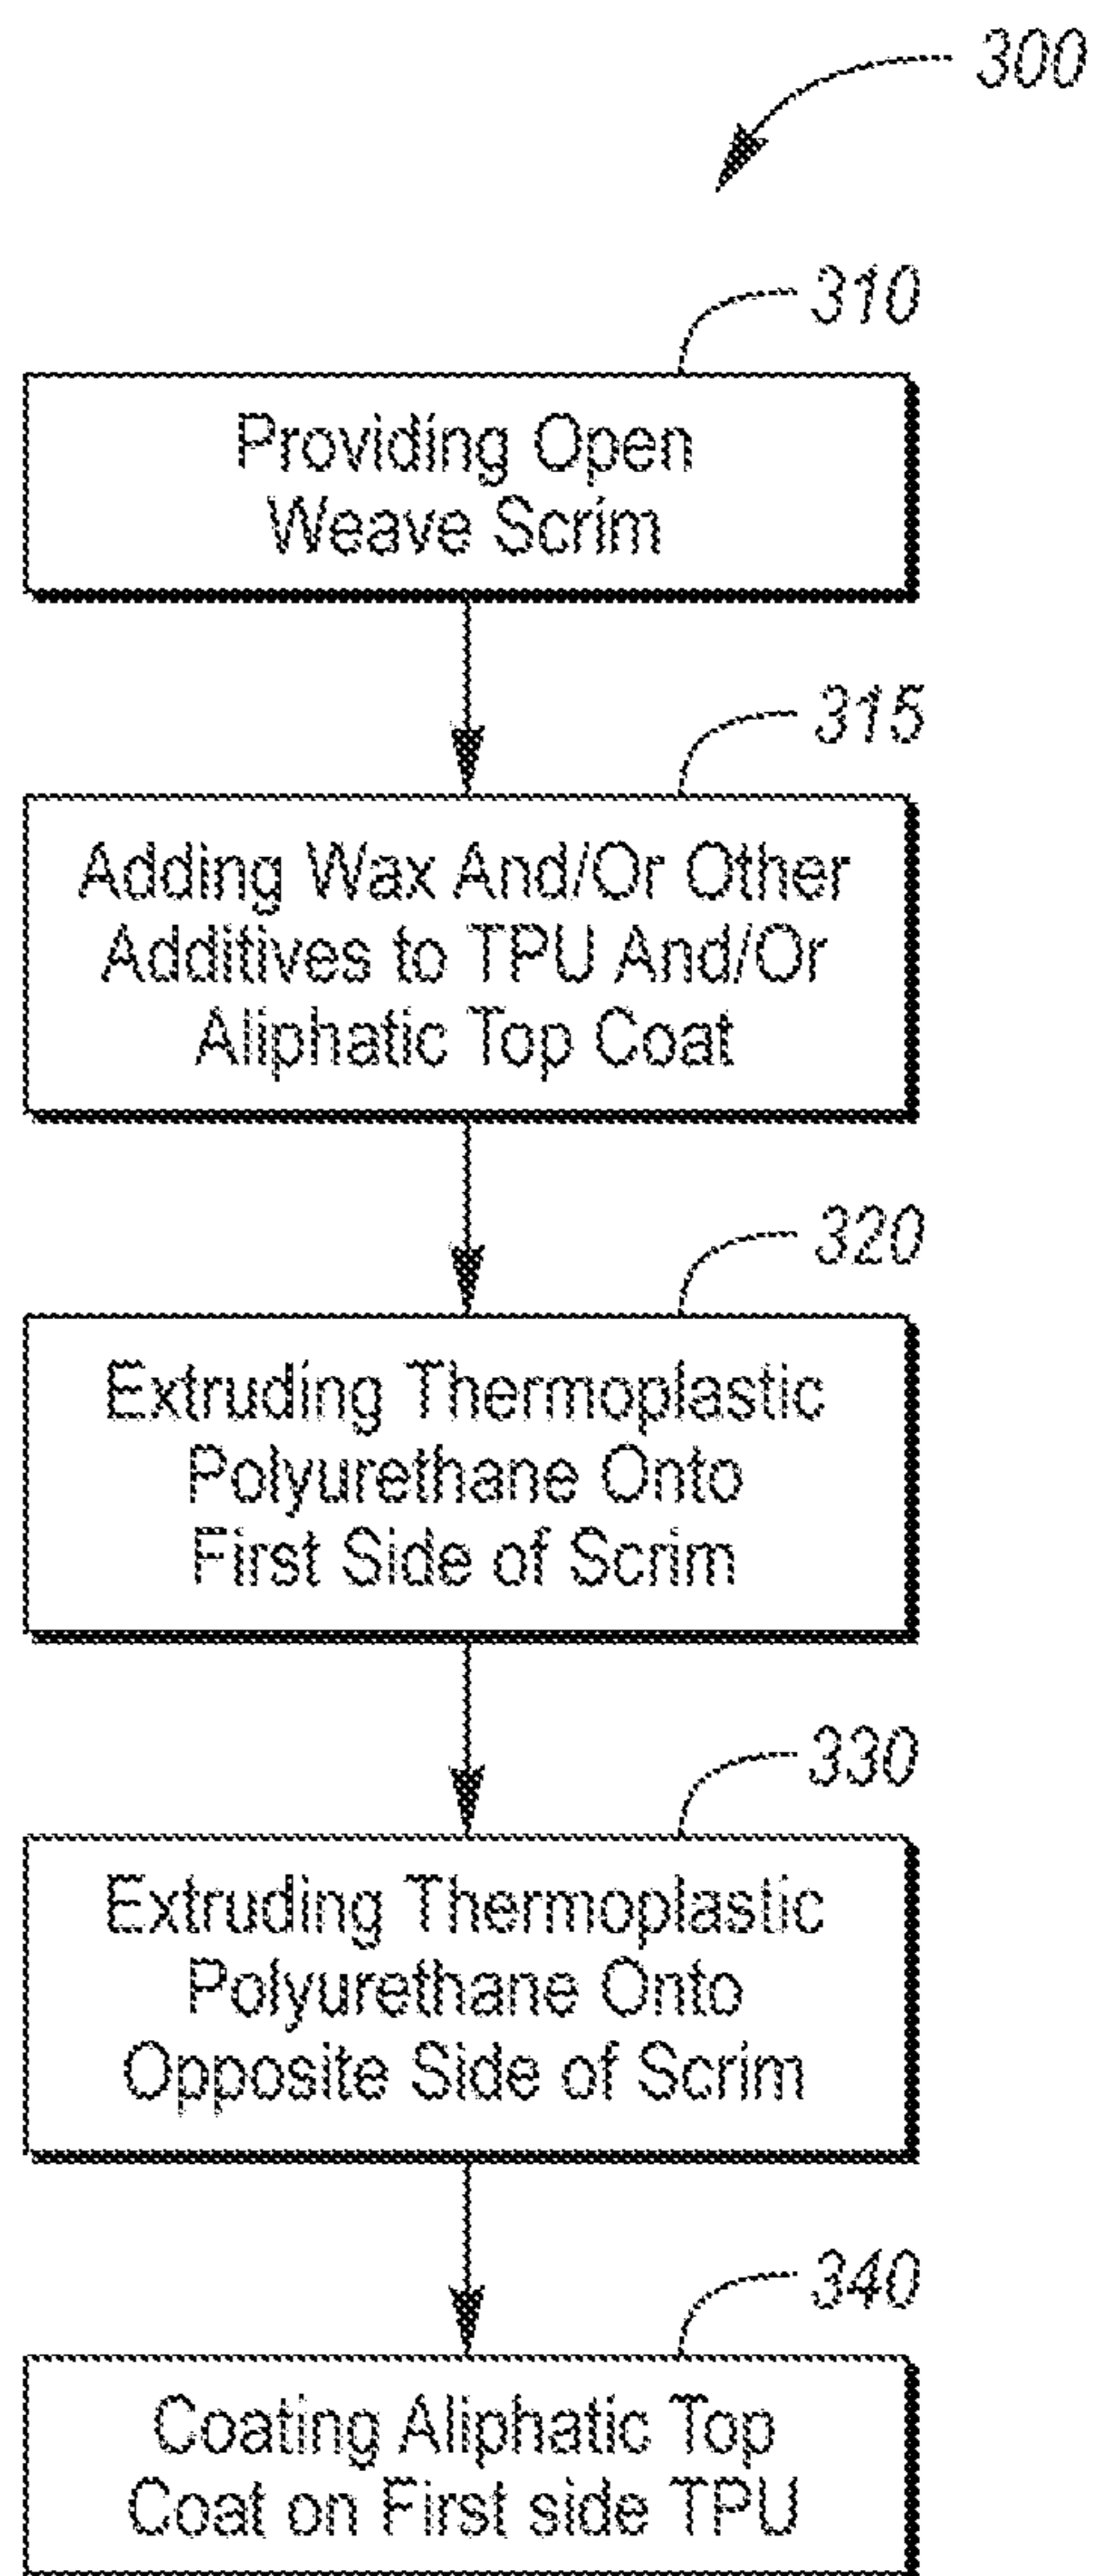 300
310
Providing Open
Weave Scrim
315
Adding Wax And/Or Other
Additives to TPU And/Or
Aliphatic Top Coat
320
Extruding Thermoplastic
Polyurethane Onto
First Side of Scrim
330
Extruding Thermoplastic
Polyurethane Onto
Opposite Side of Scrim
340
Coating Aliphatic Top
Coat on First side TPU